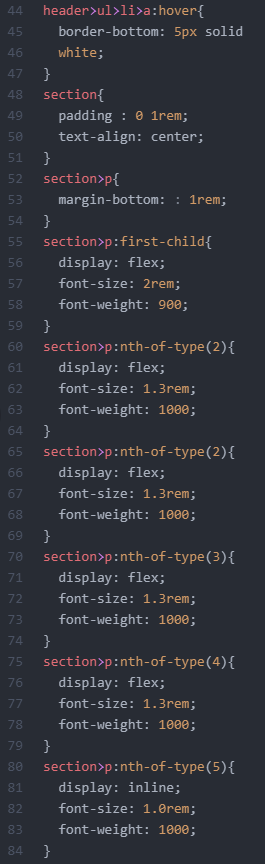 44 header>ul>li>a:hover{
45   border-bottom: 5px solid
46   white;
47 }
48 section{
49   padding : 0 1rem;
50   text-align: center;
51 }
52 section>p{
53   margin-bottom: : 1rem;
54 }
55 section>p:first-child{
56   display: flex;
57   font-size: 2rem;
58   font-weight: 900;
59 }
60 section>p:nth-of-type(2){
61   display: flex;
62   font-size: 1.3rem;
63   font-weight: 1000;
64 }
65 section>p:nth-of-type(2){
66   display: flex;
67   font-size: 1.3rem;
68   font-weight: 1000;
69 }
70 section>p:nth-of-type(3){
71   display: flex;
72   font-size: 1.3rem;
73   font-weight: 1000;
74 }
75 section>p:nth-of-type(4){
76   display: flex;
77   font-size: 1.3rem;
78   font-weight: 1000;
79 }
80 section>p:nth-of-type(5){
81   display: inline;
82   font-size: 1.0rem;
83   font-weight: 1000;
84 }